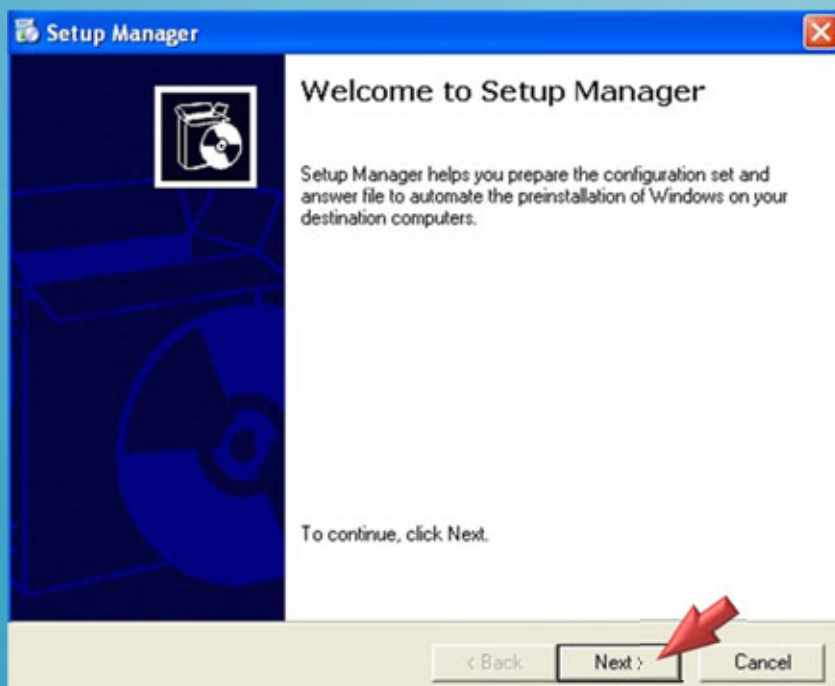 Setup Manager
Welcome to Setup Manager
Setup Manager helps you prepare the configuration set and
answer file to automate the preinstallation of Windows on your
destination computers.
To continue, click Next.
< Back
Next >
Cancel